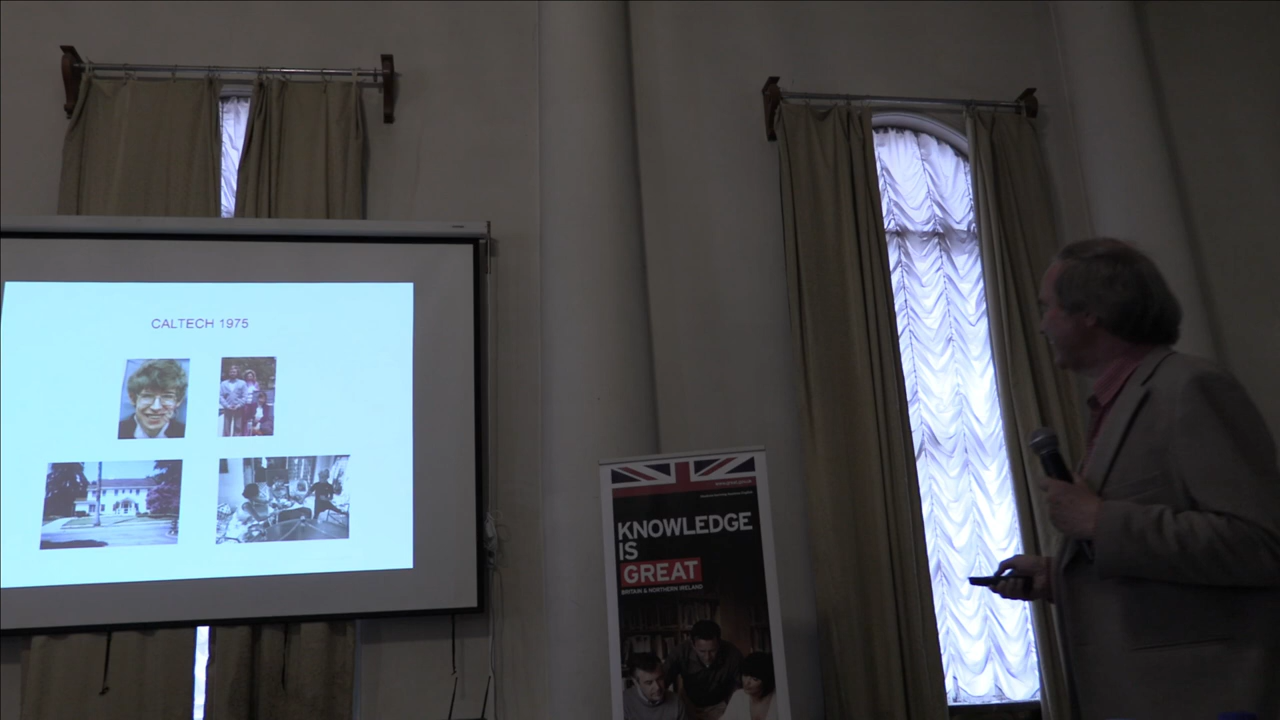 CALTECH 1975
KNOWLEDGE
IS
GREAT
BRITAIN & NORTHERN IRELAND